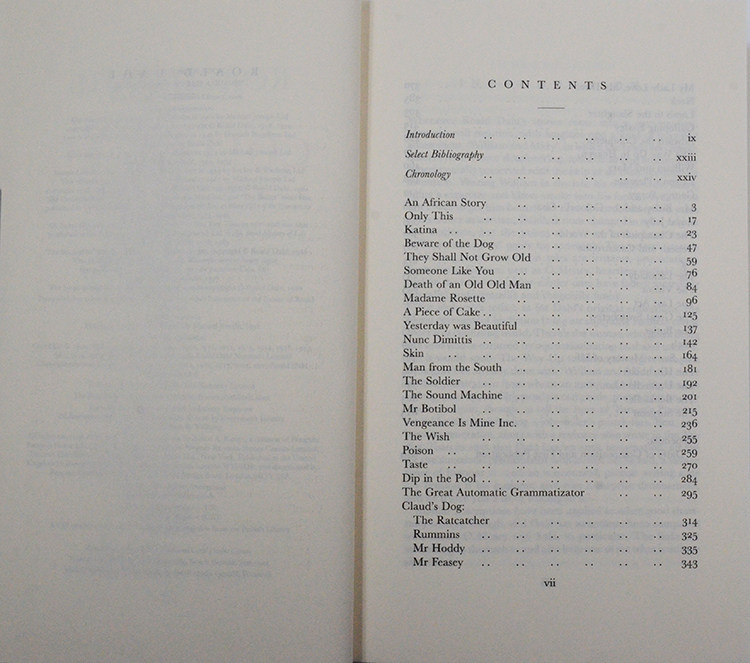 CONTENTS
Introduction .. .. .. .. .. .. ix
Select Bibliography .. .. .. .. .. xxiii
Chronology .. .. .. .. .. .. xxiv
An African Story .. .. .. .. .. 3
Only This .. .. .. .. .. .. 17
Katina .. .. .. .. .. .. .. 23
Beware of the Dog .. .. .. .. .. 47
They Shall Not Grow Old .. .. .. .. 59
Someone Like You .. .. .. .. .. 76
Death of an Old Old Man .. .. .. .. 84
Madame Rosette .. .. .. .. .. 96
A Piece of Cake .. .. .. .. .. .. 125
Yesterday was Beautiful .. .. .. .. 137
Nunc Dimittis .. .. .. .. .. .. 142
Skin .. .. .. .. .. .. .. 164
Man from the South .. .. .. .. .. 181
The Soldier .. .. .. .. .. .. 192
The Sound Machine .. .. .. .. .. 201
Mr Botibol .. .. .. .. .. .. 215
Vengeance Is Mine Inc. .. .. .. .. 236
The Wish .. .. .. .. .. .. 255
Poison .. .. .. .. .. .. .. 259
Taste .. .. .. .. .. .. .. 270
Dip in the Pool .. .. .. .. .. .. 284
The Great Automatic Grammatizator .. .. 295
Claud's Dog:
The Ratcatcher .. .. .. .. .. 314
Rummins .. .. .. .. .. .. 325
Mr Hoddy .. .. .. .. .. .. 335
Mr Feasey .. .. .. .. .. .. 343
vii